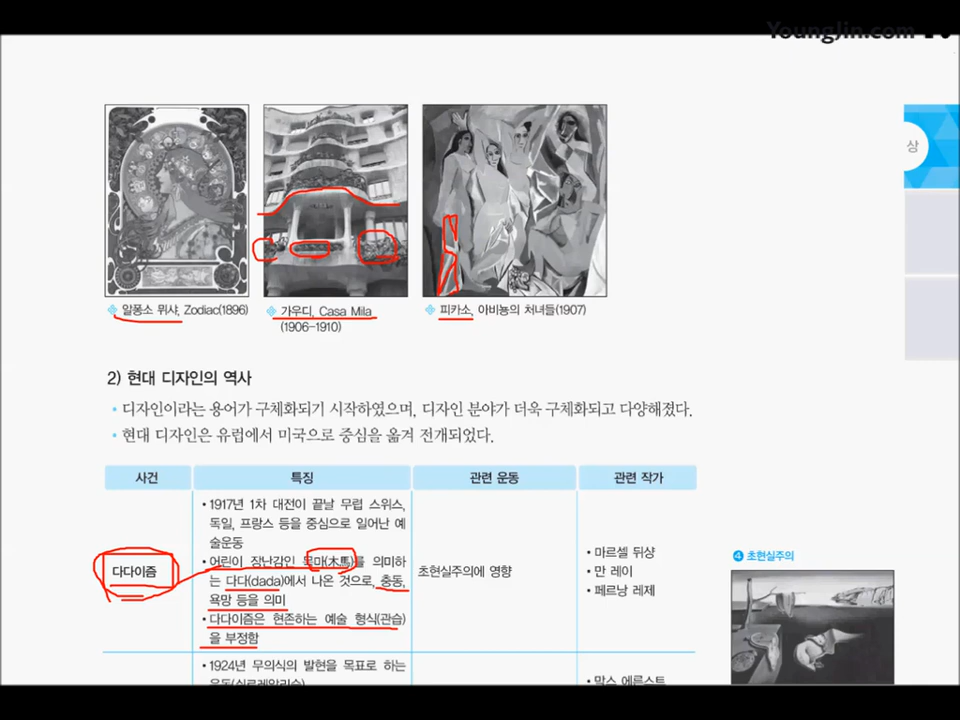 YoungJin.com
상
알퐁소 뮈샤, Zodiac(1896)
가우디, Casa Mila
(1906-1910)
피카소, 아비뇽의 처녀들(1907)
2) 현대 디자인의 역사
• 디자인이라는 용어가 구체화되기 시작하였으며, 디자인 분야가 더욱 구체화되고 다양해졌다.
• 현대 디자인은 유럽에서 미국으로 중심을 옮겨 전개되었다.
사건 특징 관련 운동 관련 작가
다다이즘
• 1917년 1차 대전이 끝날 무렵 스위스,
독일, 프랑스 등을 중심으로 일어난 예
술운동
• 어린이 장난감인 목마(木馬)를 의미하
는 다다(dada)에서 나온 것으로, 충동,
욕망 등을 의미
• 다다이즘은 현존하는 예술 형식(관습)
을 부정함
초현실주의에 영향
• 마르셀 뒤샹
• 만 레이
• 페르낭 레제
4 초현실주의
• 1924년 무의식의 발현을 목표로 하는
• 막스 에른스트